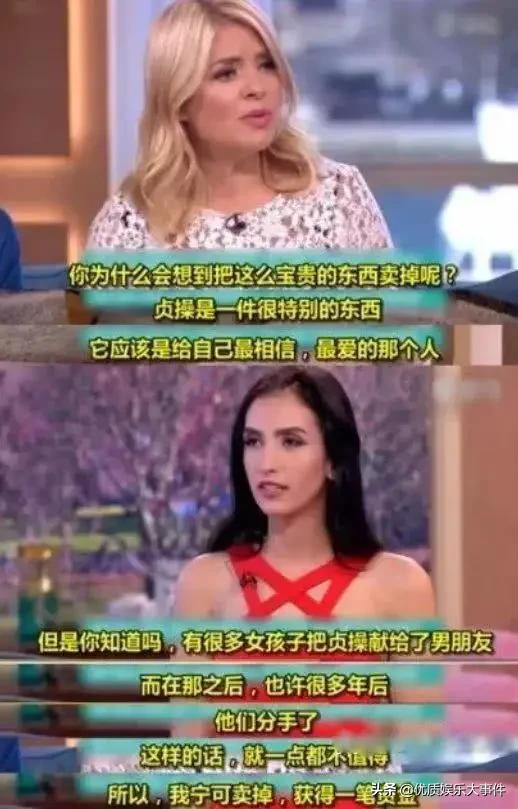 你为什么会想到把这么宝贵的东西卖掉呢？
贞操是一件很特别的东西
它应该是给自己最相信，最爱的那个人
但是你知道吗，有很多女孩子把贞操献给了男朋友
而在那之后，也许很多年后
他们分手了
这样的话，就一点都不值得
所以，我宁可卖掉，获得一笔资金
头条 @优质娱乐大事件